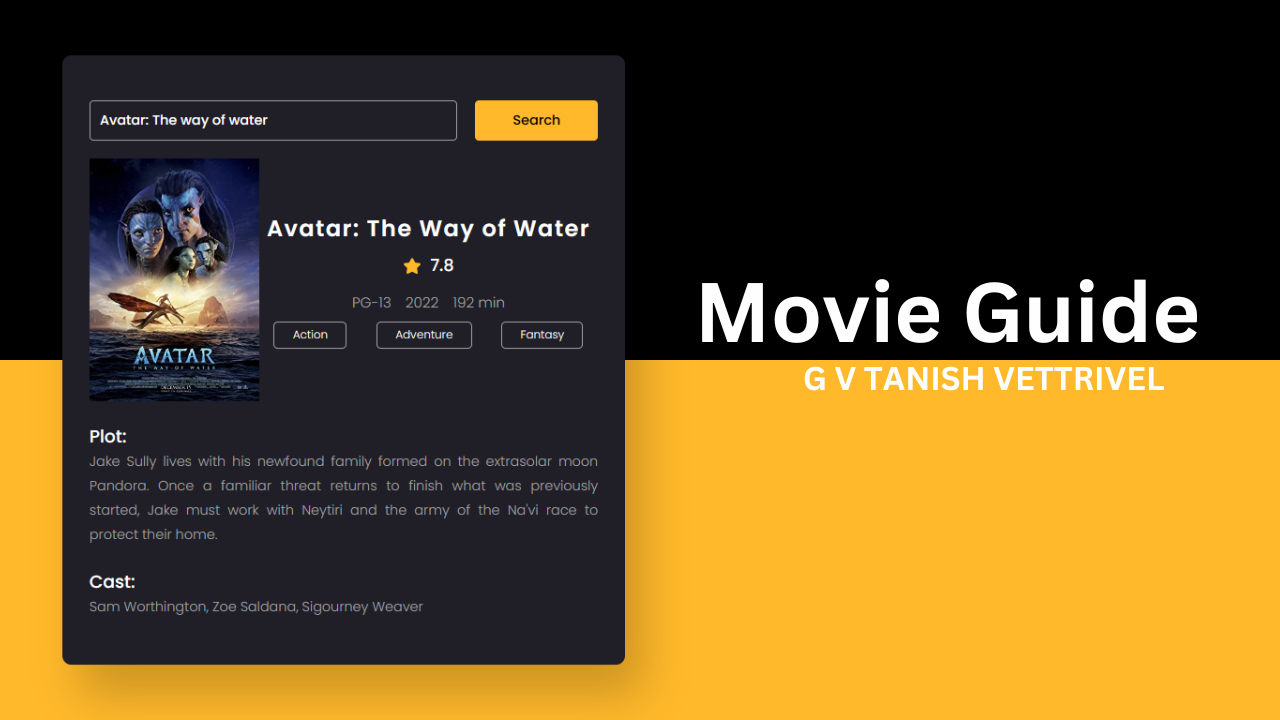 Avatar: The way of water
Search
Avatar: The Way of Water
7.8
PG-13 2022 192 min
Action Adventure Fantasy
AVATAR
THE WAY OF WATER
DECEMBER 16
Movie Guide
G V TANISH VETTRIVEL
Plot:
Jake Sully lives with his newfound family formed on the extrasolar moon
Pandora. Once a familiar threat returns to finish what was previously
started, Jake must work with Neytiri and the army of the Na'vi race to
protect their home.
Cast:
Sam Worthington, Zoe Saldana, Sigourney Weaver